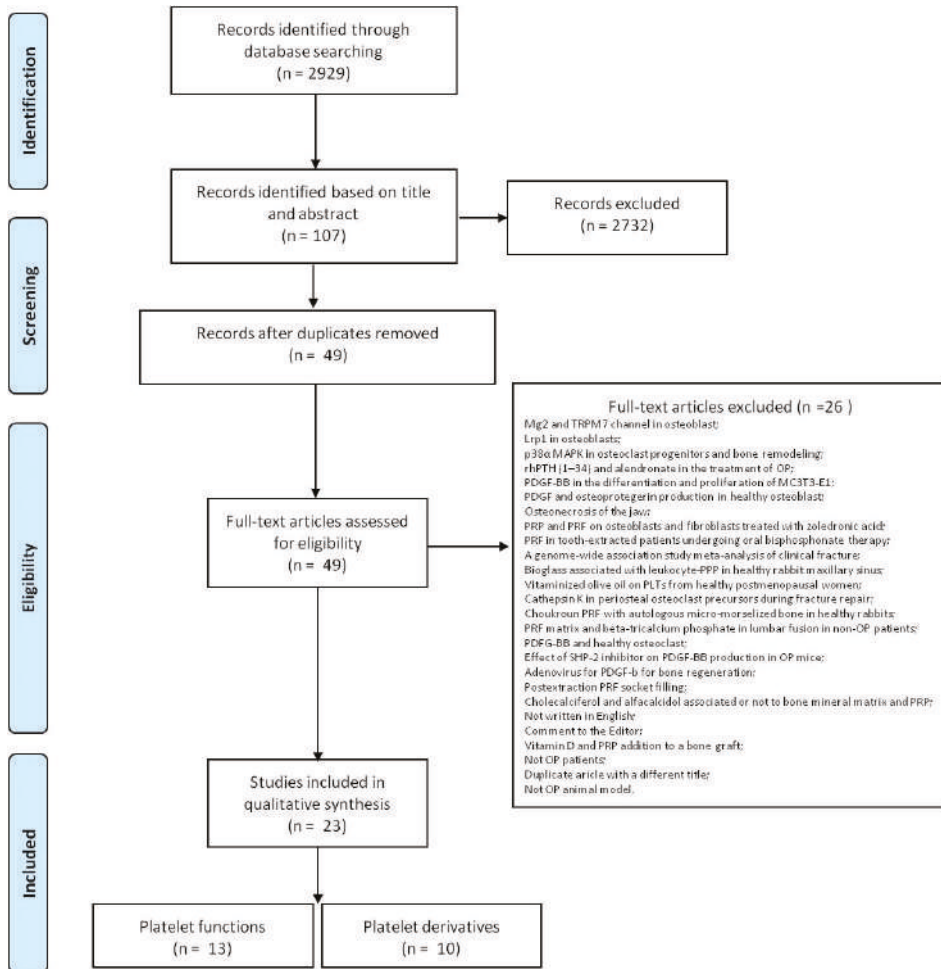 Identification
Records identified through
database searching
(n = 2929)
Records identified based on title
and abstract
(n = 107)
Records excluded
(n = 2732)
Screening
Records after duplicates removed
(n = 49)
Eligibility
Full-text articles assessed
for eligibility
(n = 49)
Full-text articles excluded (n =26 )
Mg2 and TRPM7 channel in osteoblast;
Lrp1 in osteoblasts;
p38α MAPK in osteoclast progenitors and bone remodeling;
rhPTH (1–34) and alendronate in the treatment of OP;
PDGF-BB in the differentiation and proliferation of MC3T3-E1;
PDGF and osteoprotegerin production in healthy osteoblast;
Osteonecrosis of the jaw;
PRP and PRF on osteoblasts and fibroblasts treated with zoledronic acid;
PRF in tooth-extracted patients undergoing oral bisphosphonate therapy;
A genome-wide association study meta-analysis of clinical fracture;
Bioglass associated with leukocyte-PPP in healthy rabbit maxillary sinus;
Vitaminized olive oil on PLTs from healthy postmenopausal women;
Cathepsin K in periosteal osteoclast precursors during fracture repair;
Choukroun PRF with autologous micro-morselized bone in healthy rabbits;
PRF matrix and beta-tricalcium phosphate in lumbar fusion in non-OP patients;
PDFG-BB and healthy osteoclast;
Effect of SHP-2 inhibitor on PDGF-BB production in OP mice;
Adenovirus for PDGF-b for bone regeneration;
Postextraction PRF socket filling;
Cholecalciferol and alfacalcidol associated or not to bone mineral matrix and PRP;
Not written in English;
Comment to the Editor;
Vitamin D and PRP addition to a bone graft;
Not OP patients;
Duplicate aricle with a different title;
Not OP animal model.
Included
Studies included in
qualitative synthesis
(n = 23)
Platelet functions
(n = 13)
Platelet derivatives
(n = 10)